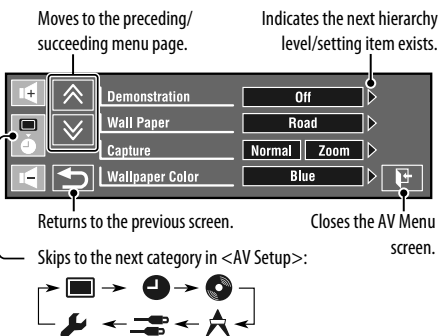 Moves to the preceding/
succeeding menu page.
Indicates the next hierarchy
level/setting item exists.
Demonstration Off
Wall Paper Road
Capture Normal Zoom
Wallpaper Color Blue
Returns to the previous screen.
Closes the AV Menu
screen.
Skips to the next category in <AV Setup>: